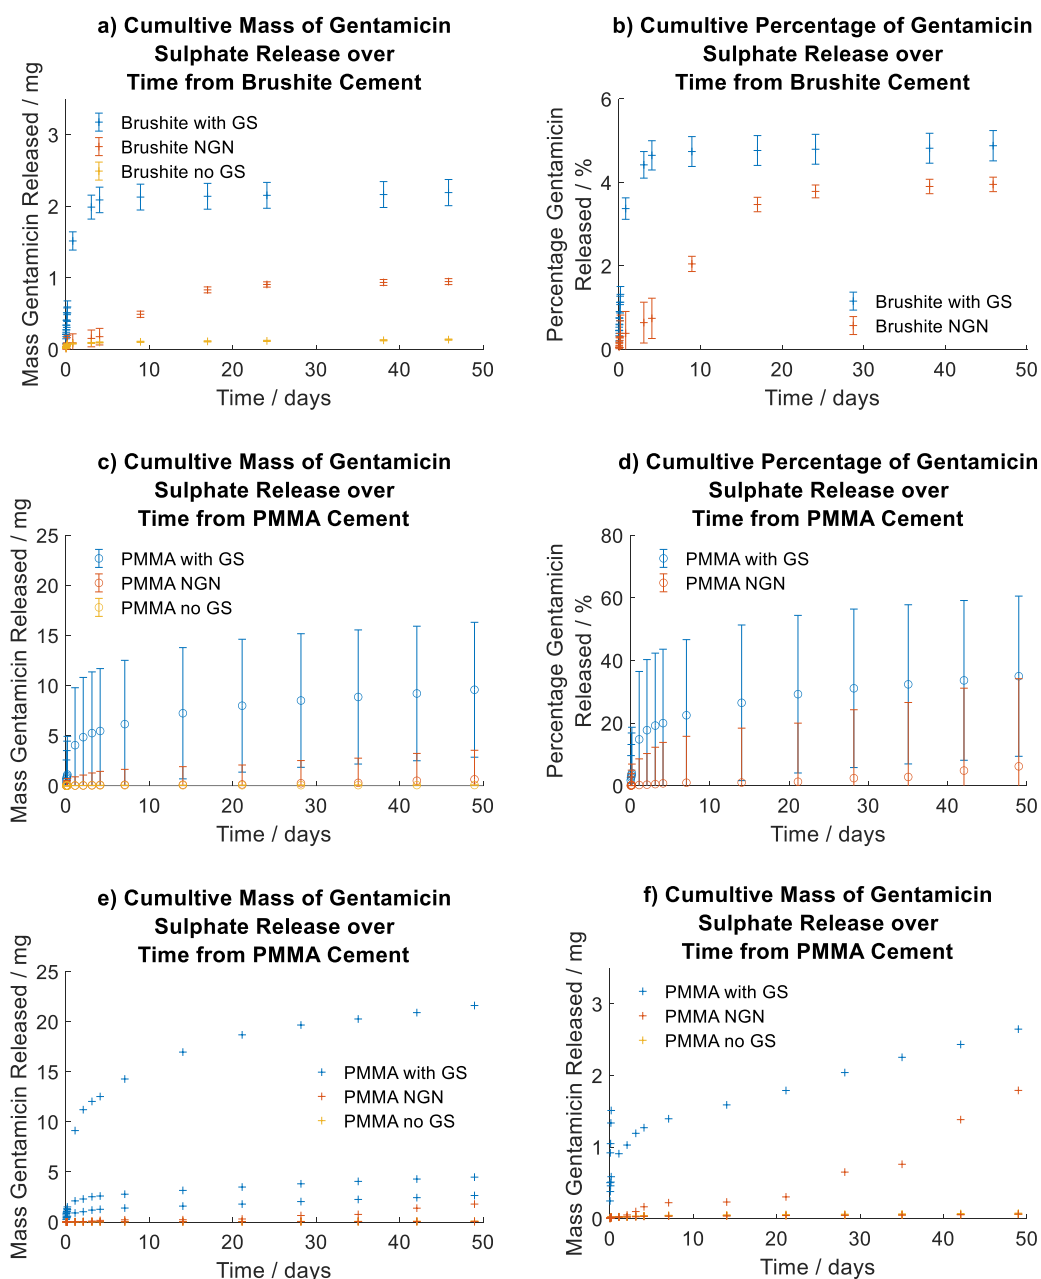 a) Cumultive Mass of Gentamicin
Sulphate Release over
Time from Brushite Cement
Mass Gentamicin Released / mg
3
2
1
0
Brushite with GS
Brushite NGN
Brushite no GS
0 10 20 30 40 50
Time / days
b) Cumultive Percentage of Gentamicin
Sulphate Release over
Time from Brushite Cement
Percentage Gentamicin
Released / %
6
4
2
0
Brushite with GS
Brushite NGN
0 10 20 30 40 50
Time / days
c) Cumultive Mass of Gentamicin
Sulphate Release over
Time from PMMA Cement
Mass Gentamicin Released / mg
25
20
15
10
5
0
PMMA with GS
PMMA NGN
PMMA no GS
0 10 20 30 40 50
Time / days
d) Cumultive Percentage of Gentamicin
Sulphate Release over
Time from PMMA Cement
Percentage Gentamicin
Released / %
80
60
40
20
0
PMMA with GS
PMMA NGN
0 10 20 30 40 50
Time / days
e) Cumultive Mass of Gentamicin
Sulphate Release over
Time from PMMA Cement
Mass Gentamicin Released / mg
25
20
15
10
5
0
PMMA with GS
PMMA NGN
PMMA no GS
0 10 20 30 40 50
Time / days
f) Cumultive Mass of Gentamicin
Sulphate Release over
Time from PMMA Cement
Mass Gentamicin Released / mg
3
2
1
0
PMMA with GS
PMMA NGN
PMMA no GS
0 10 20 30 40 50
Time / days